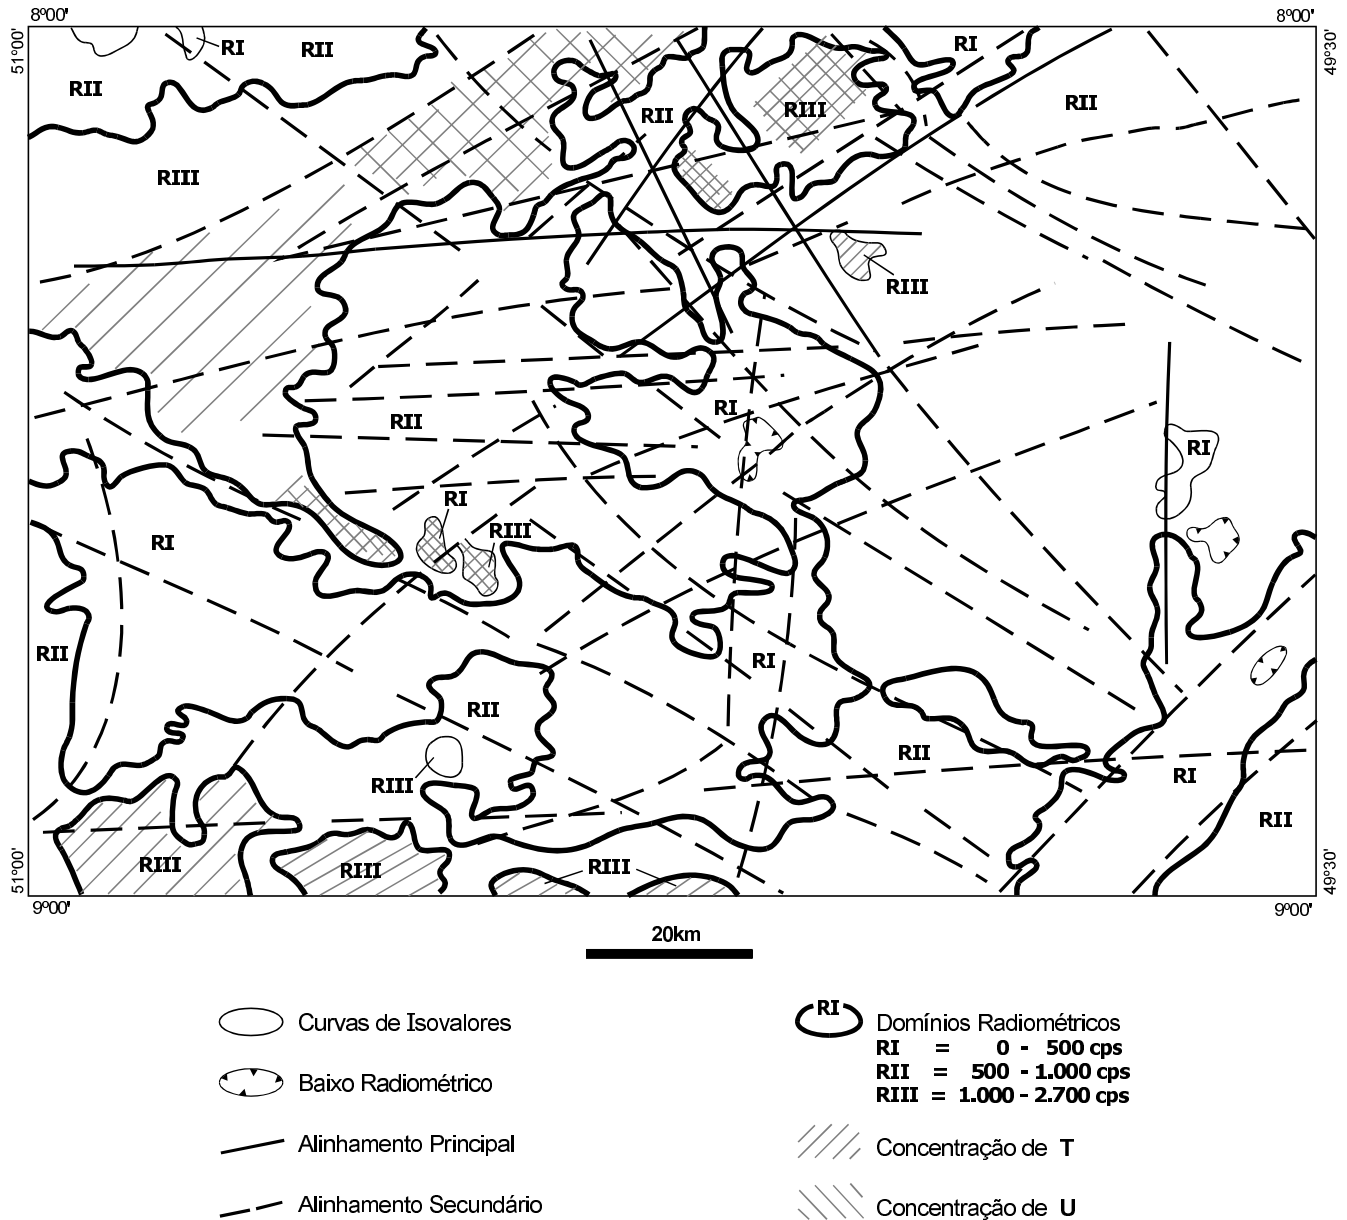 8º00'
8º00'
51º00'
49º30'
RI
RII
RI
RII
RII
RIII
RII
RIII
RIII
RI
RII
RI
RI
RIII
RI
RII
RI
RII
RII
RIII
RI
RII
RIII
RIII
RIII
51º00'
49º30'
9º00'
9º00'
20km
Curvas de Isovalores
Baixo Radiométrico
Alinhamento Principal
Alinhamento Secundário
RI
Domínios Radiométricos
RI = 0 - 500 cps
RII = 500 - 1.000 cps
RIII = 1.000 - 2.700 cps
Concentração de T
Concentração de U